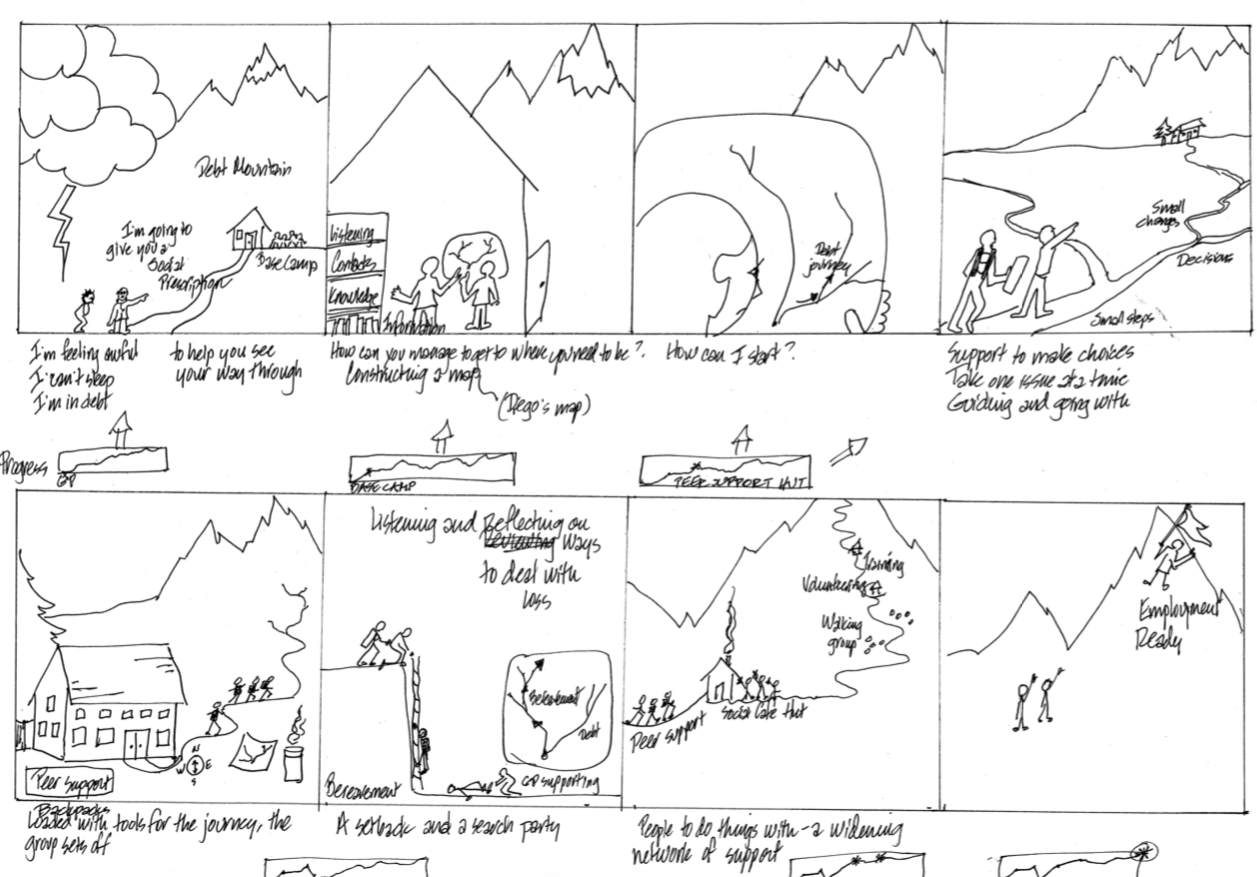 Debt Mountain
I'm going to
give you a
Social
Prescription
Base Camp
I'm feeling awful
I can't sleep
I'm in debt
to help you see
your way through
Listening
Contacts
Knowledge
Information
How can you manage to get to where you need to be?
Constructing a map
(Diego's map)
Debt
journey
How can I start?
Small
changes
Decisions
Small steps
Support to make choices
Take one issue at a time
Guiding and going with
Progress
GP
BASE CAMP
PEER SUPPORT HUT
N
W
E
S
Peer Support
Backpacks
Loaded with tools for the journey, the
group sets off
Listening and Reflecting on
Reviewing ways
to deal with
loss
Bereavement
Debt
Bereavement
GP supporting
A setback and a search party
Training
Volunteering
Walking
group
Social Cafe Hut
Peer support
People to do things with - a widening
network of support
Employment
Ready